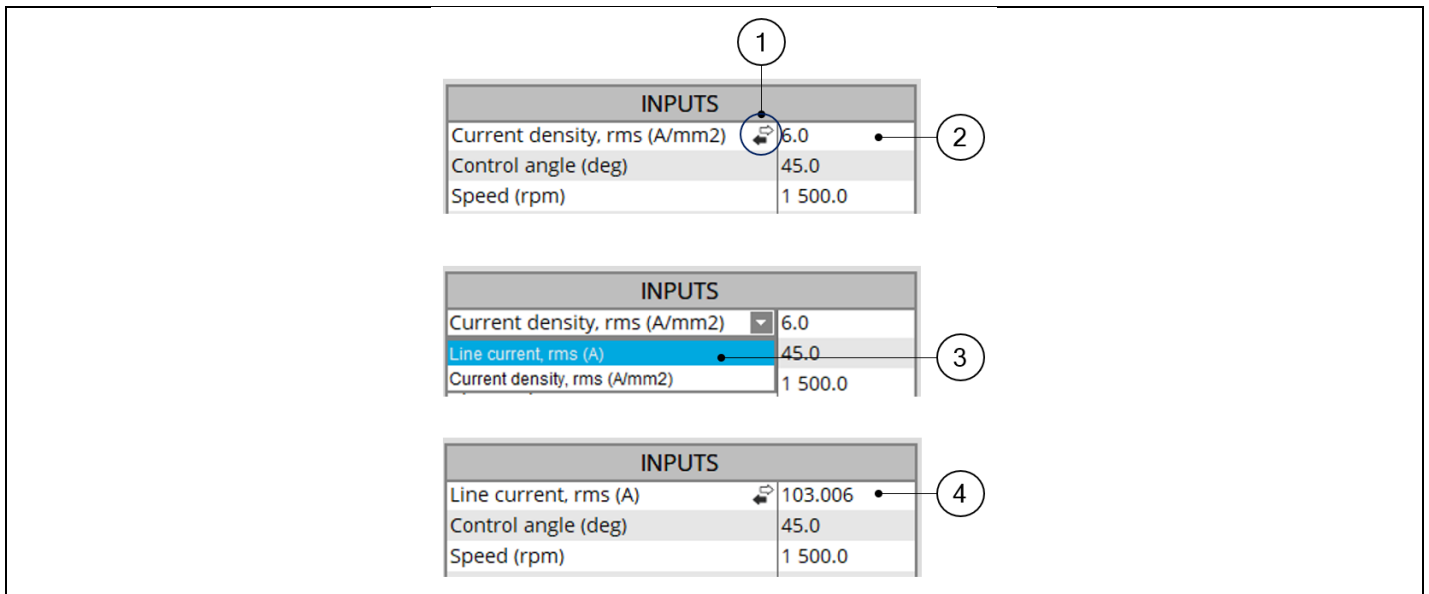 1
INPUTS
Current density, rms (A/mm2) 6.0
2
Control angle (deg) 45.0
Speed (rpm) 1 500.0
INPUTS
Current density, rms (A/mm2) 6.0
Line current, rms (A) 45.0
3
Current density, rms (A/mm2) 1 500.0
INPUTS
Line current, rms (A) 103.006
4
Control angle (deg) 45.0
Speed (rpm) 1 500.0